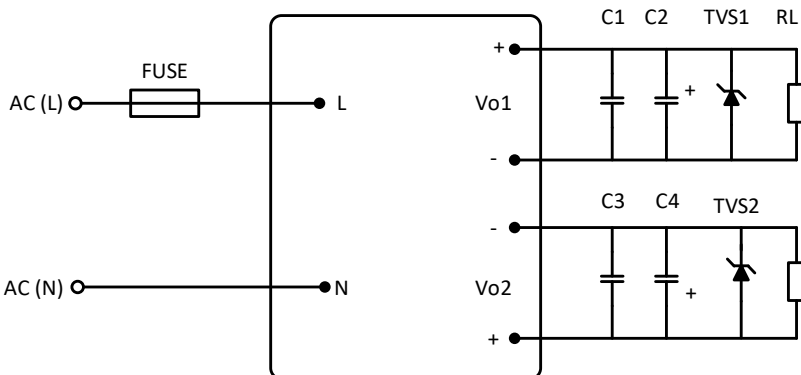 C1 C2 TVS1 RL
+
FUSE
AC (L) L Vo1 +
-
C3 C4 TVS2
-
AC (N) N Vo2 +
+